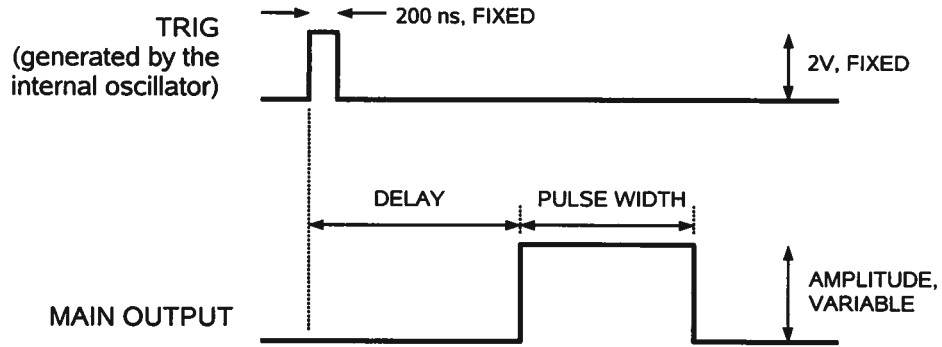 TRIG
(generated by the
internal oscillator)
200 ns, FIXED
2V, FIXED
DELAY
PULSE WIDTH
MAIN OUTPUT
AMPLITUDE,
VARIABLE